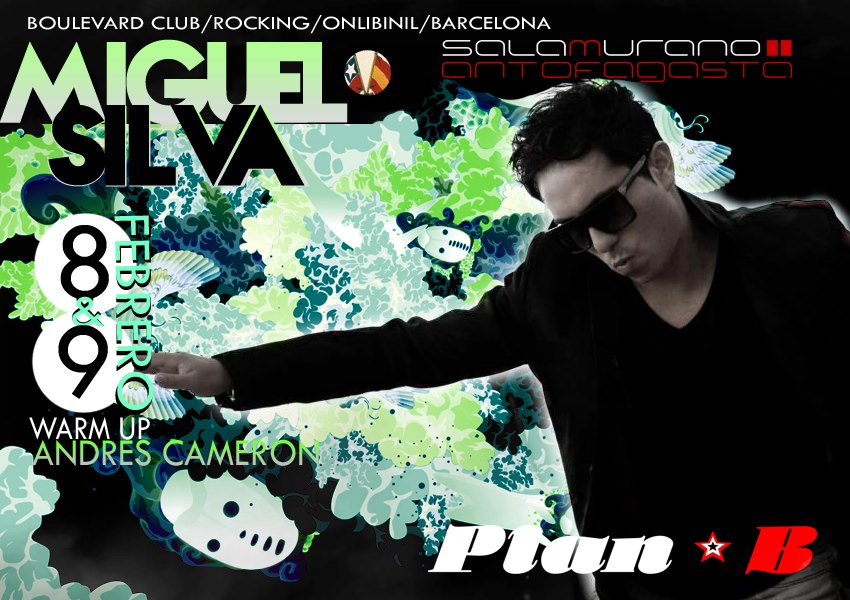 BOULEVARD CLUB/ROCKING/ONLIBINIL/BARCELONA
MIGUEL
SILVA
salamurano
antofagasta
8
&
9
FEBRERO
WARM UP
ANDRES CAMERON
Plan B